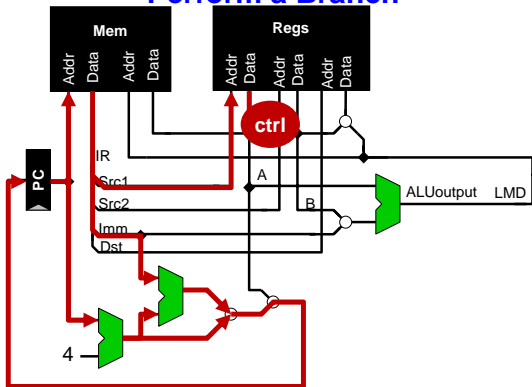 Perform a Branch
Mem
Regs
Addr
Data
Addr
Data
Addr
Data
Addr
Data
Addr
Data
ctrl
IR
PC
Src1
A
ALUoutput
LMD
Src2
B
Imm
Dst
4